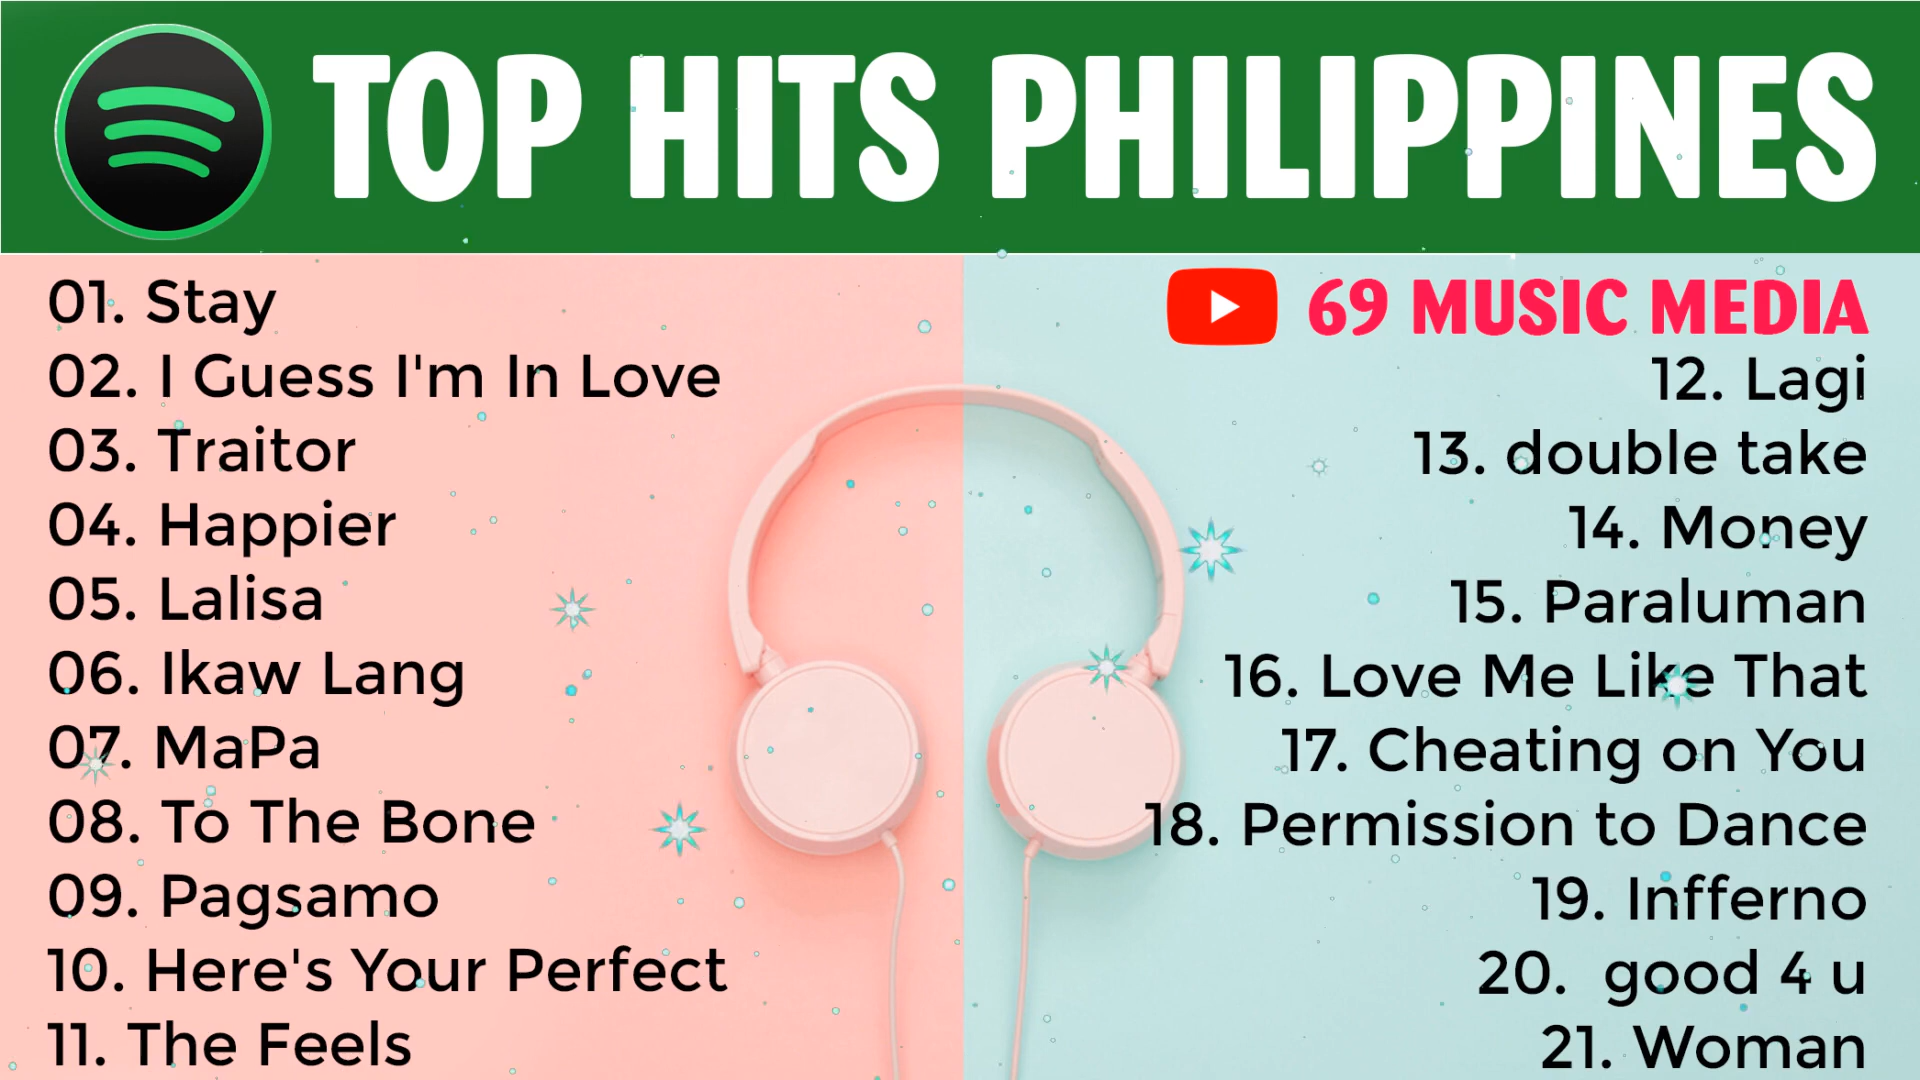 TOP HITS PHILIPPINES
01. Stay
02. I Guess I'm In Love
03. Traitor
04. Happier
05. Lalisa
06. Ikaw Lang
07. MaPa
08. To The Bone
09. Pagsamo
10. Here's Your Perfect
11. The Feels
69 MUSIC MEDIA
12. Lagi
13. double take
14. Money
15. Paraluman
16. Love Me Like That
17. Cheating on You
18. Permission to Dance
19. Infferno
20. good 4 u
21. Woman